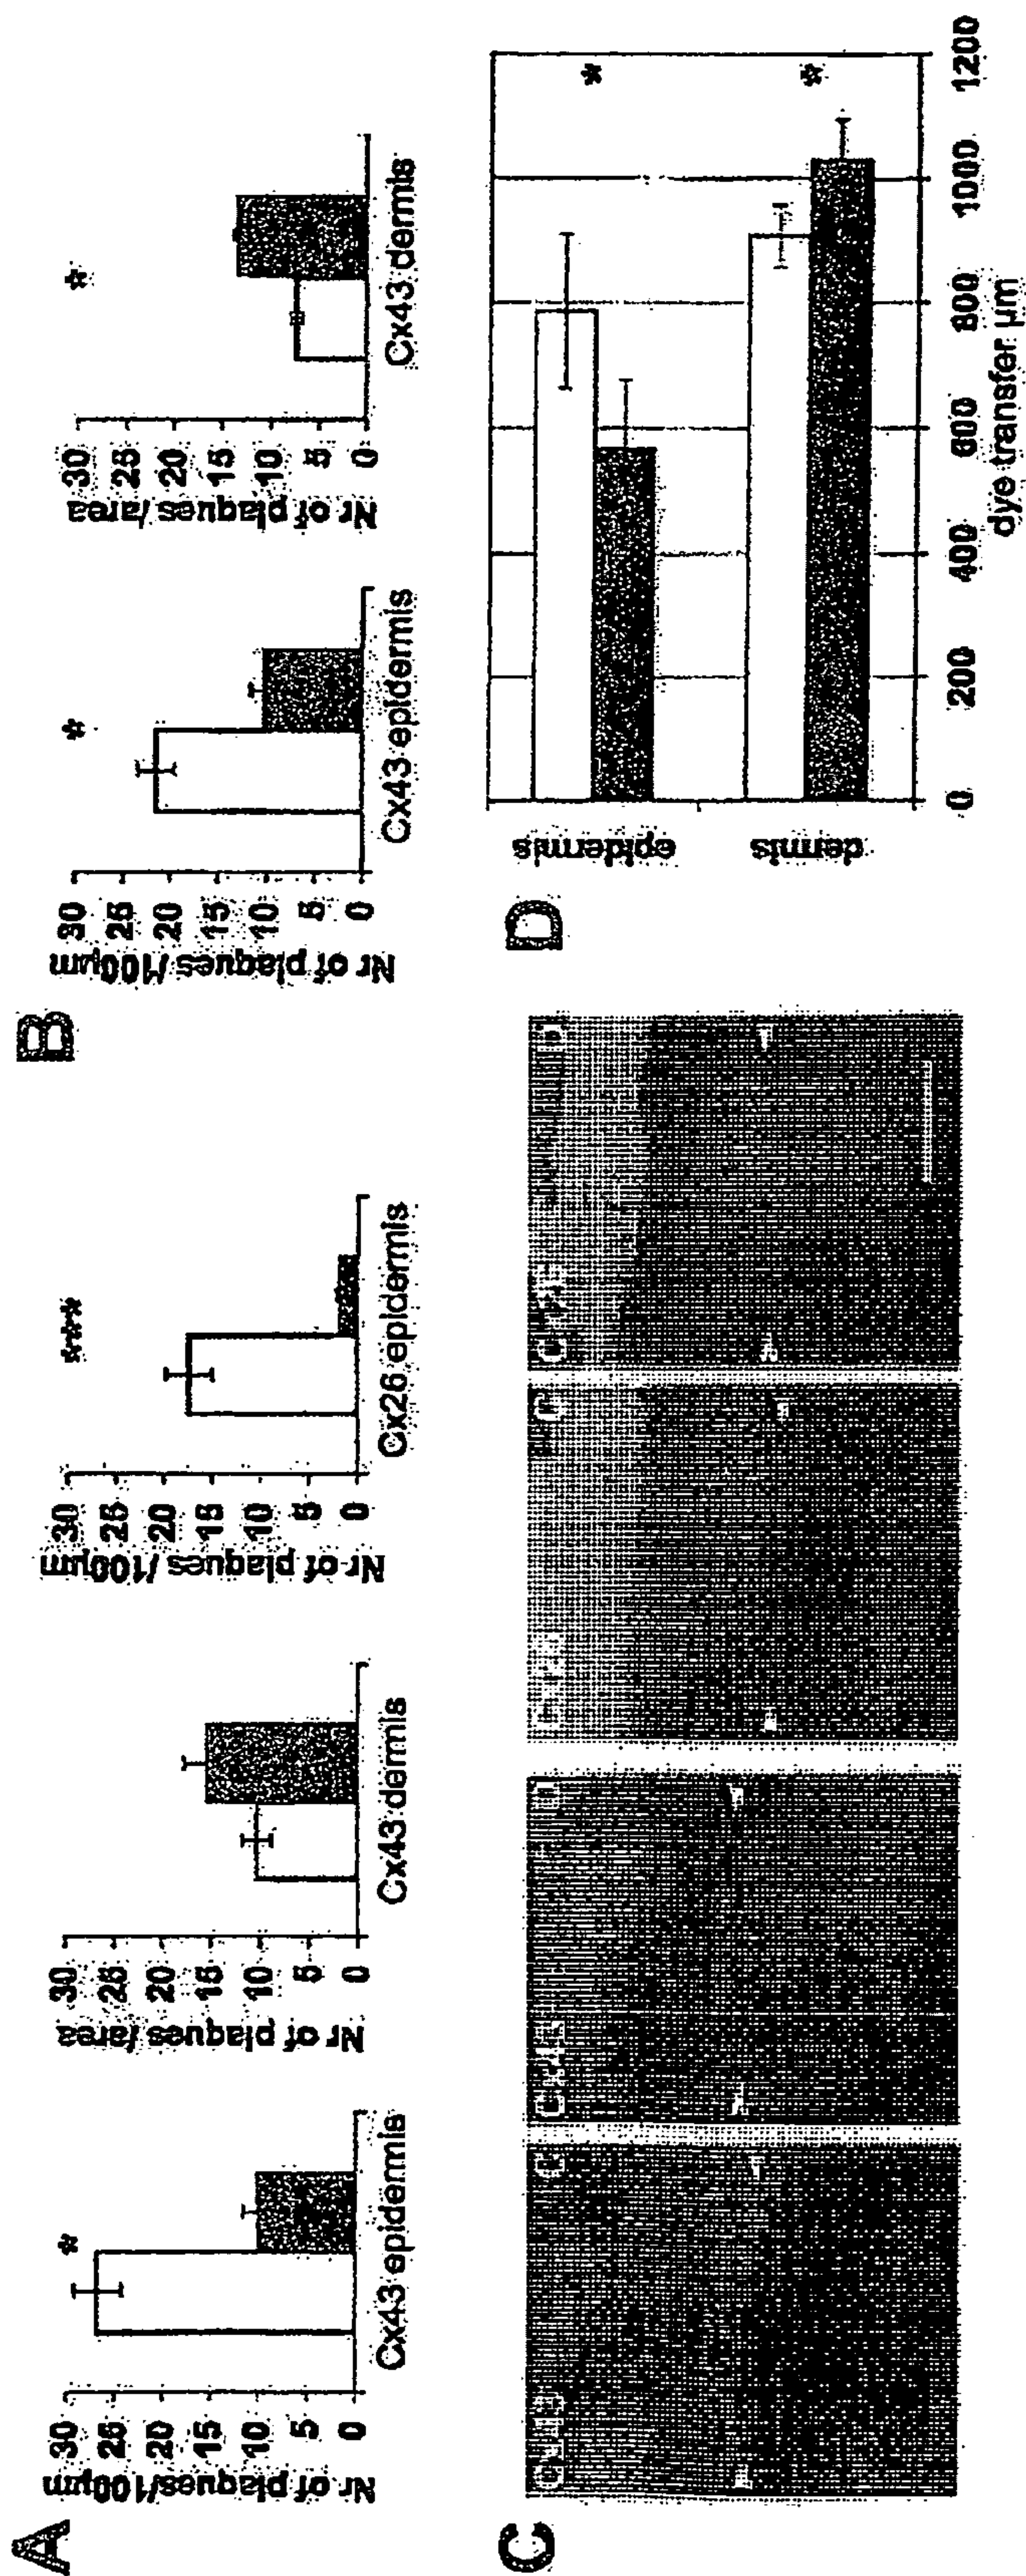 A
Nr of plaques/100µm
30
25
20
15
10
5
0
Cx43 epidermis
*
Nr of plaques /area
30
25
20
15
10
5
0
Cx43 dermis
Nr of plaques /100µm
30
25
20
15
10
5
0
Cx26 epidermis
***
B
Nr of plaques /100µm
30
25
20
15
10
5
0
Cx43 epidermis
*
Nr of plaques /area
30
25
20
15
10
5
0
Cx43 dermis
*
C
Cx43
C
Cx43
Cx26
C
D
epidermis
dermis
*
*
0
200
400
600
800
1000
1200
dye transfer µm